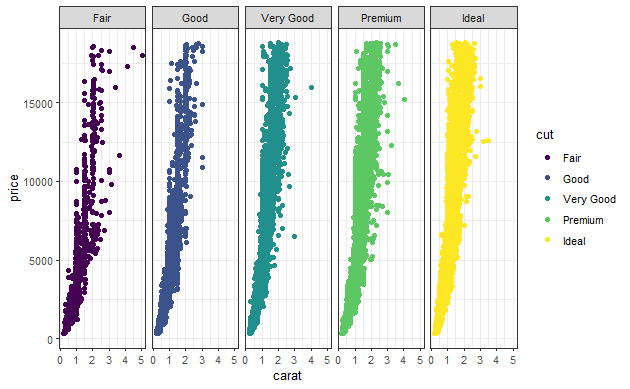 Fair Good Very Good Premium Ideal
price
15000
10000
5000
0
0 1 2 3 4 5 0 1 2 3 4 5 0 1 2 3 4 5 0 1 2 3 4 5 0 1 2 3 4 5
carat
cut
Fair
Good
Very Good
Premium
Ideal